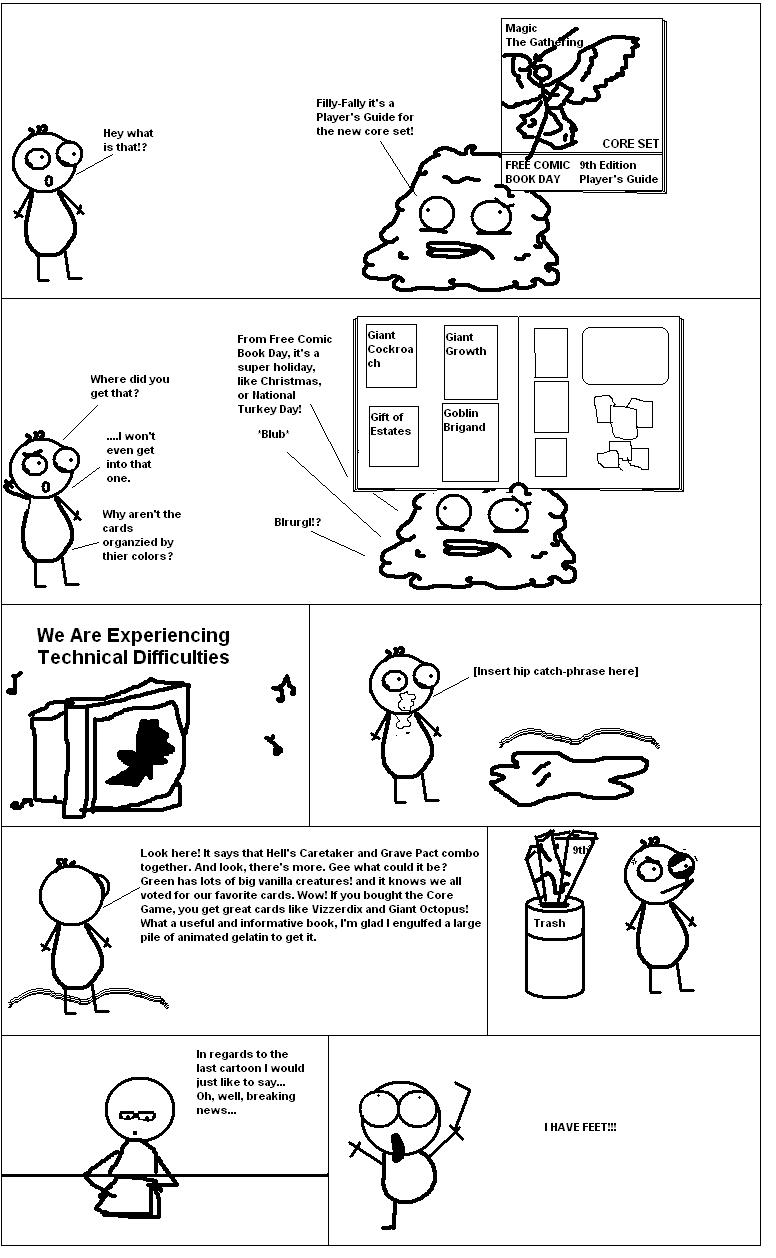 Hey what
is that!?
Filly-Fally it's a
Player's Guide for
the new core set!
Magic
The Gathering
CORE SET
FREE COMIC
BOOK DAY
9th Edition
Player's Guide
Where did you
get that?
....I won't
even get
into that
one.
Why aren't the
cards
organzied by
thier colors?
From Free Comic
Book Day, it's a
super holiday,
like Christmas,
or National
Turkey Day!
*Blub*
Blrurgl!?
Giant
Cockroa
ch
Giant
Growth
Gift of
Estates
Goblin
Brigand
We Are Experiencing
Technical Difficulties
[Insert hip catch-phrase here]
Look here! It says that Hell's Caretaker and Grave Pact combo
together. And look, there's more. Gee what could it be?
Green has lots of big vanilla creatures! and it knows we all
voted for our favorite cards. Wow! If you bought the Core
Game, you get great cards like Vizzerdix and Giant Octopus!
What a useful and informative book, I'm glad I engulfed a large
pile of animated gelatin to get it.
9th
Trash
In regards to the
last cartoon I would
just like to say...
Oh, well, breaking
news...
I HAVE FEET!!!